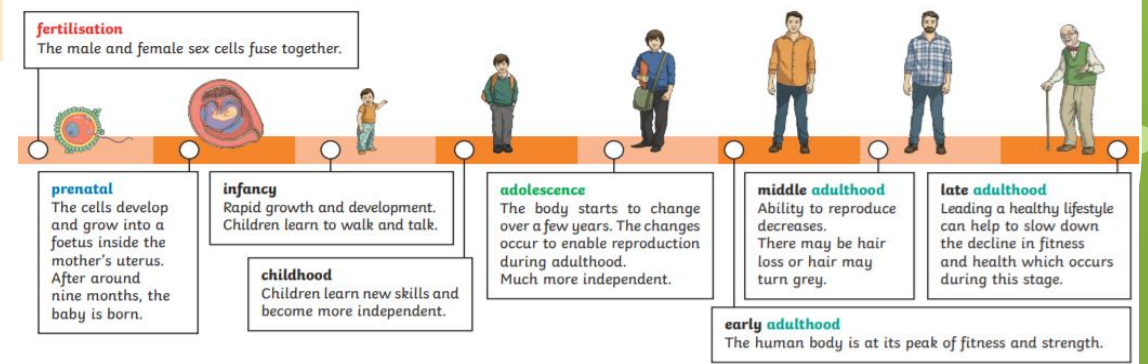 fertilisation
The male and female sex cells fuse together.
prenatal
The cells develop
and grow into a
foetus inside the
mother's uterus.
After around
nine months, the
baby is born.
infancy
Rapid growth and development.
Children learn to walk and talk.
childhood
Children learn new skills and
become more independent.
adolescence
The body starts to change
over a few years. The changes
occur to enable reproduction
during adulthood.
Much more independent.
early adulthood
The human body is at its peak of fitness and strength.
middle adulthood
Ability to reproduce
decreases.
There may be hair
loss or hair may
turn grey.
late adulthood
Leading a healthy lifestyle
can help to slow down
the decline in fitness
and health which occurs
during this stage.